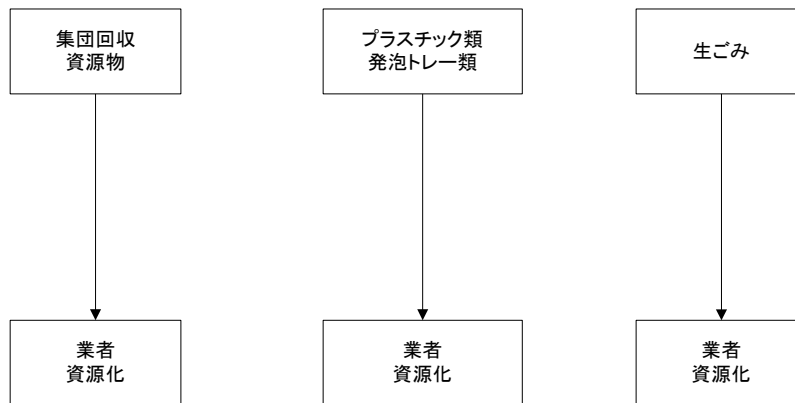 集団回収
資源物
プラスチック類
発泡トレー類
生ごみ
業者
資源化
業者
資源化
業者
資源化